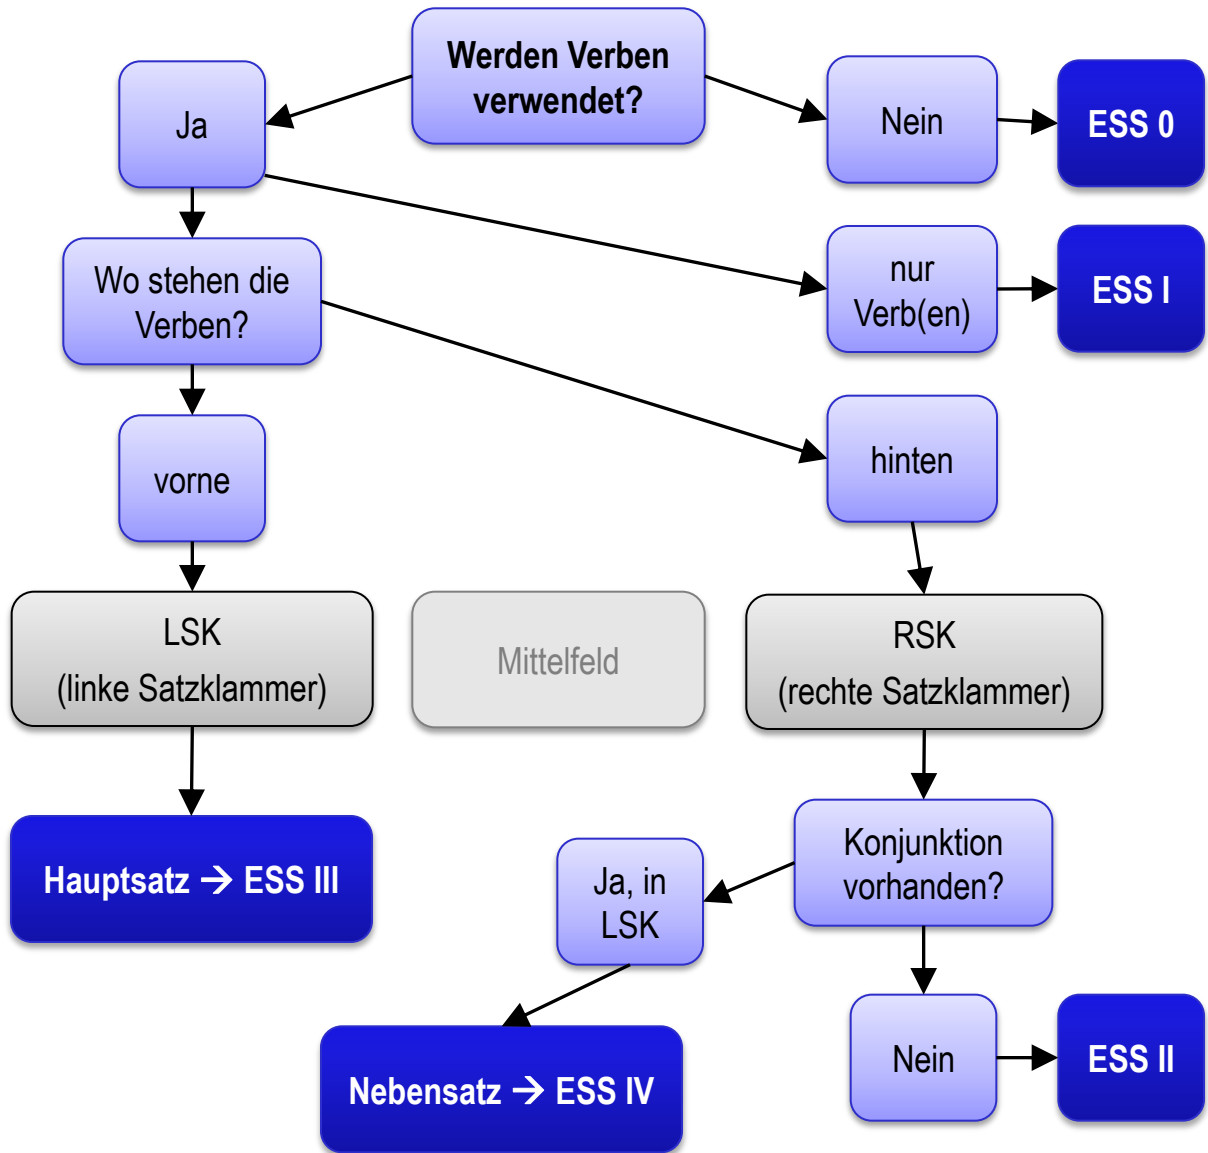 Werden Verben
verwendet?
Ja
Nein
ESS 0
Wo stehen die
Verben?
nur
Verb(en)
ESS I
vorne
hinten
LSK
(linke Satzklammer)
Mittelfeld
RSK
(rechte Satzklammer)
Hauptsatz → ESS III
Konjunktion
vorhanden?
Ja, in
LSK
Nebensatz → ESS IV
Nein
ESS II